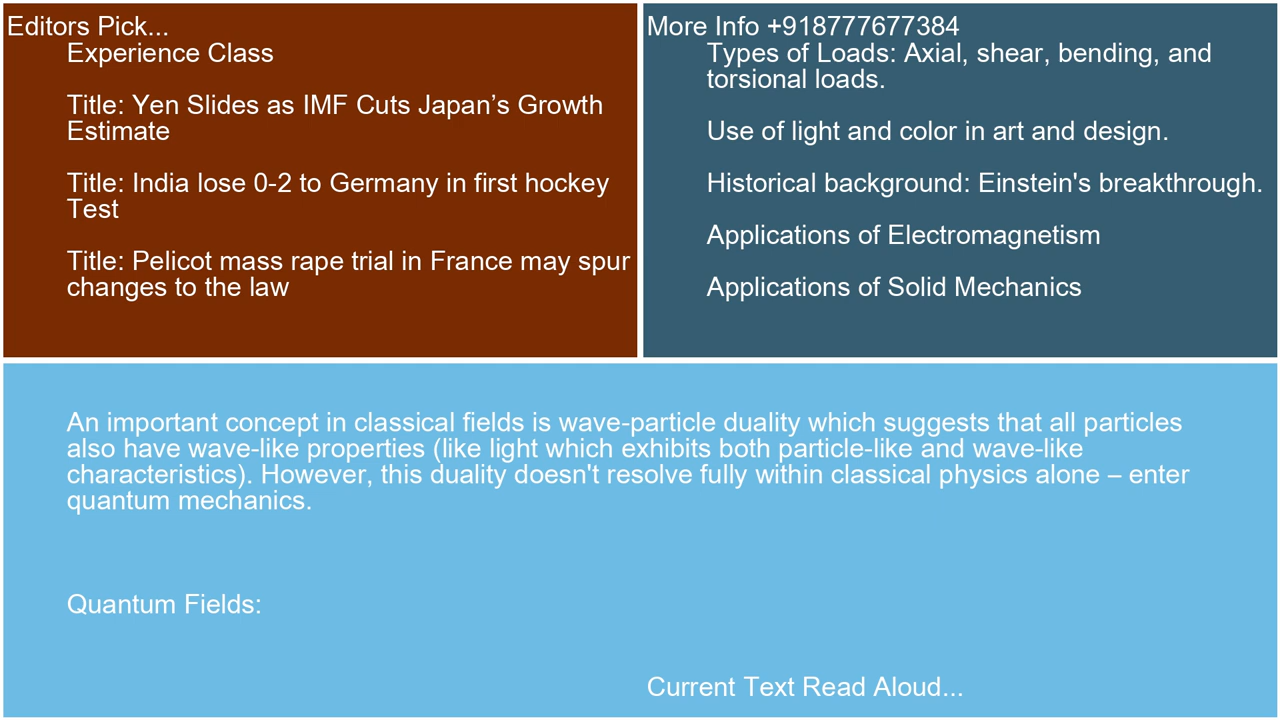 Editors Pick...
Experience Class
Title: Yen Slides as IMF Cuts Japan’s Growth
Estimate
Title: India lose 0-2 to Germany in first hockey
Test
Title: Pelicot mass rape trial in France may spur
changes to the law
More Info +918777677384
Types of Loads: Axial, shear, bending, and
torsional loads.
Use of light and color in art and design.
Historical background: Einstein's breakthrough.
Applications of Electromagnetism
Applications of Solid Mechanics
An important concept in classical fields is wave-particle duality which suggests that all particles
also have wave-like properties (like light which exhibits both particle-like and wave-like
characteristics). However, this duality doesn't resolve fully within classical physics alone – enter
quantum mechanics.
Quantum Fields:
Current Text Read Aloud...